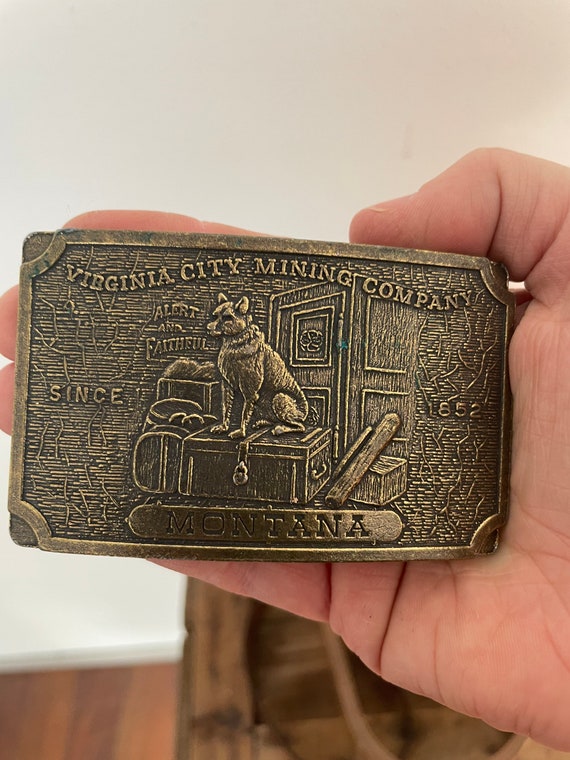 VIRGINIA CITY MINING COMPANY
ALERT
AND
FAITHFUL
SINCE 1852
MONTANA